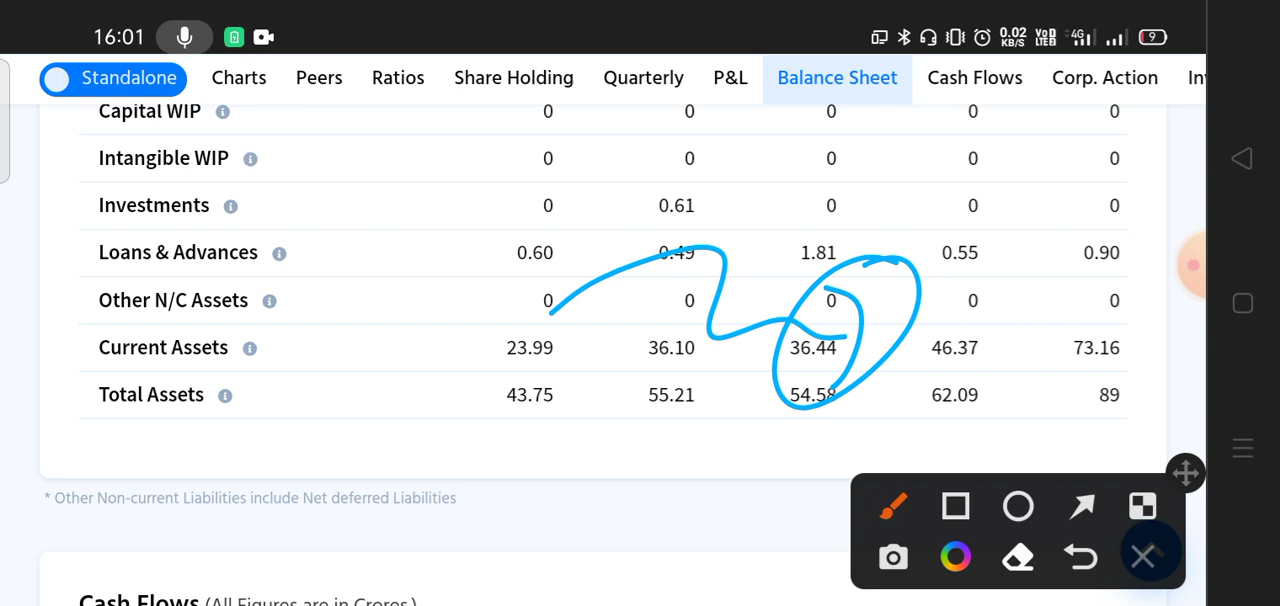 16:01 0.02 KB/S VoD LTE2 4G 9
Standalone Charts Peers Ratios Share Holding Quarterly P&L Balance Sheet Cash Flows Corp. Action
Capital WIP 0 0 0 0 0
Intangible WIP 0 0 0 0 0
Investments 0 0.61 0 0 0
Loans & Advances 0.60 0.49 1.81 0.55 0.90
Other N/C Assets 0 0 0 0 0
Current Assets 23.99 36.10 36.44 46.37 73.16
Total Assets 43.75 55.21 54.58 62.09 89
* Other Non-current Liabilities include Net deferred Liabilities
Cash Flows (All Figures are in Crores.)